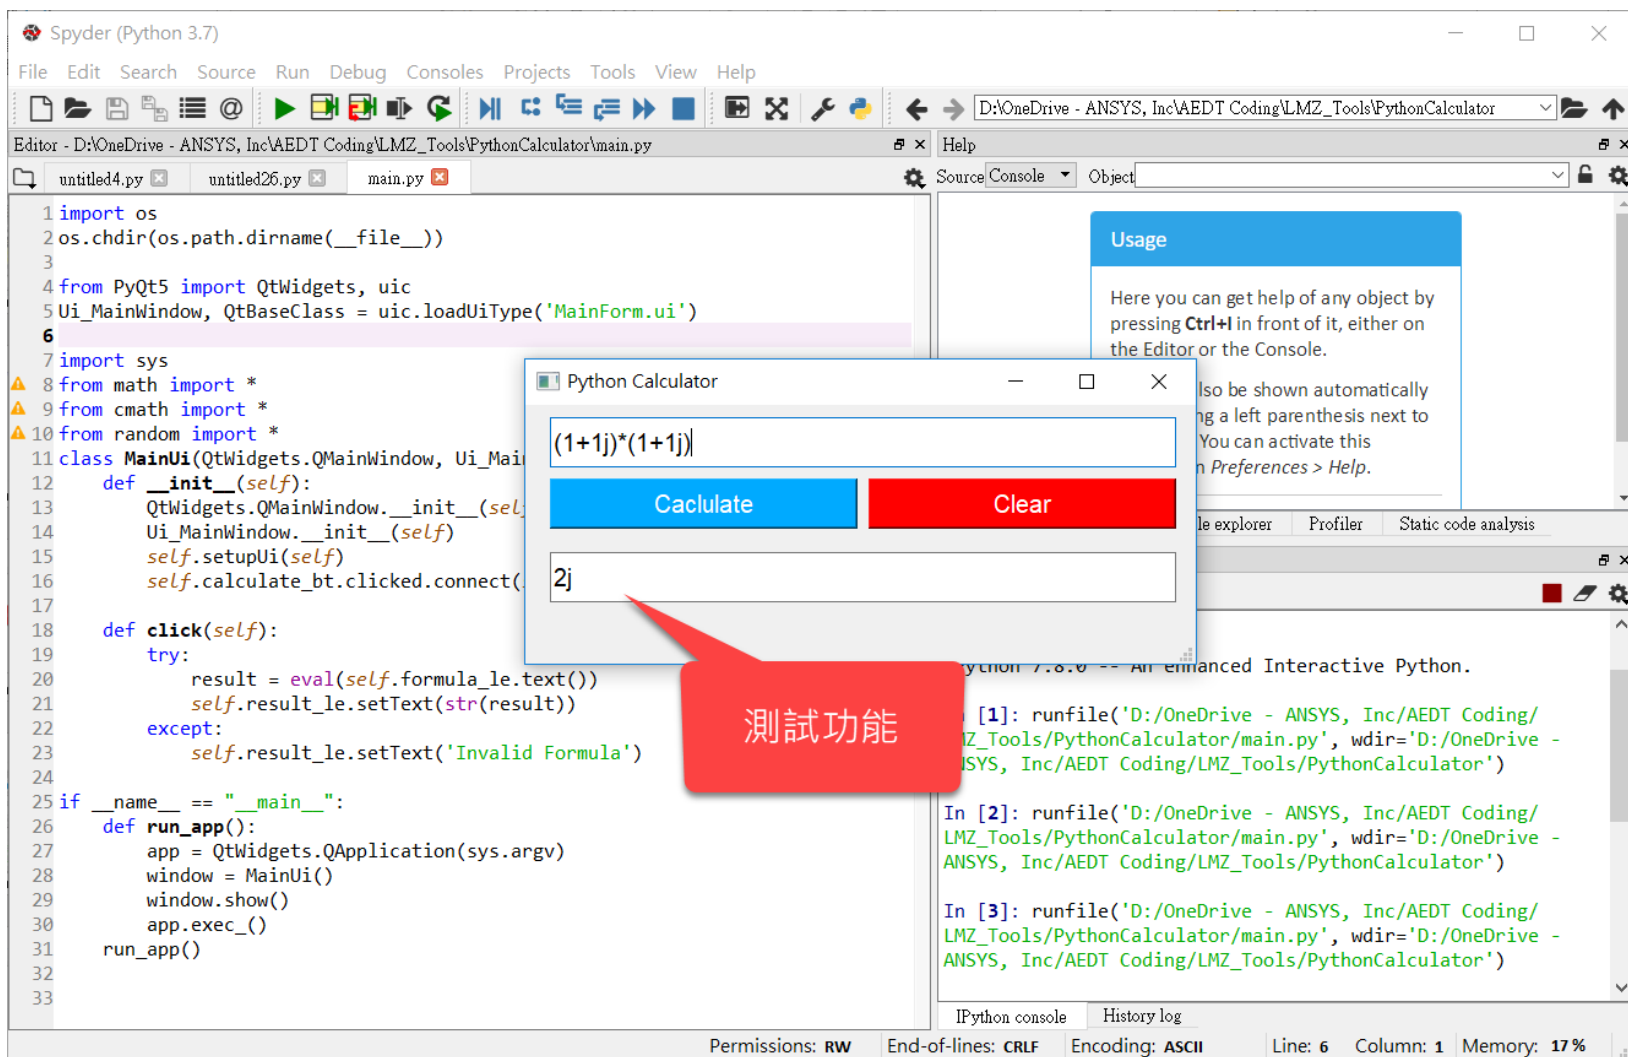 Spyder (Python 3.7)
File Edit Search Source Run Debug Consoles Projects Tools View Help
D:\OneDrive - ANSYS, Inc\AEDT Coding\LMZ_Tools\PythonCalculator
Editor - D:\OneDrive - ANSYS, Inc\AEDT Coding\LMZ_Tools\PythonCalculator\main.py
untitled4.py untitled26.py main.py
1 import os
2 os.chdir(os.path.dirname(__file__))
3
4 from PyQt5 import QtWidgets, uic
5 Ui_MainWindow, QtBaseClass = uic.loadUiType('MainForm.ui')
6
7 import sys
8 from math import *
9 from cmath import *
10 from random import *
11 class MainUi(QtWidgets.QMainWindow, Ui_Mai
12     def __init__(self):
13         QtWidgets.QMainWindow.__init__(sel
14         Ui_MainWindow.__init__(self)
15         self.setupUi(self)
16         self.calculate_bt.clicked.connect(
17
18     def click(self):
19         try:
20             result = eval(self.formula_le.text())
21             self.result_le.setText(str(result))
22         except:
23             self.result_le.setText('Invalid Formula')
24
25 if __name__ == "__main__":
26     def run_app():
27         app = QtWidgets.QApplication(sys.argv)
28         window = MainUi()
29         window.show()
30         app.exec_()
31     run_app()
32
33
Help
Source Console Object
Usage
Here you can get help of any object by
pressing Ctrl+I in front of it, either on
the Editor or the Console.
lso be shown automatically
ng a left parenthesis next to
You can activate this
n Preferences > Help.
le explorer Profiler Static code analysis
Python Calculator
(1+1j)*(1+1j)
Caclulate Clear
2j
測試功能
ython 7.8.0 -- An enhanced Interactive Python.
[1]: runfile('D:/OneDrive - ANSYS, Inc/AEDT Coding/
MZ_Tools/PythonCalculator/main.py', wdir='D:/OneDrive -
NSYS, Inc/AEDT Coding/LMZ_Tools/PythonCalculator')
In [2]: runfile('D:/OneDrive - ANSYS, Inc/AEDT Coding/
LMZ_Tools/PythonCalculator/main.py', wdir='D:/OneDrive -
ANSYS, Inc/AEDT Coding/LMZ_Tools/PythonCalculator')
In [3]: runfile('D:/OneDrive - ANSYS, Inc/AEDT Coding/
LMZ_Tools/PythonCalculator/main.py', wdir='D:/OneDrive -
ANSYS, Inc/AEDT Coding/LMZ_Tools/PythonCalculator')
IPython console History log
Permissions: RW End-of-lines: CRLF Encoding: ASCII Line: 6 Column: 1 Memory: 17 %